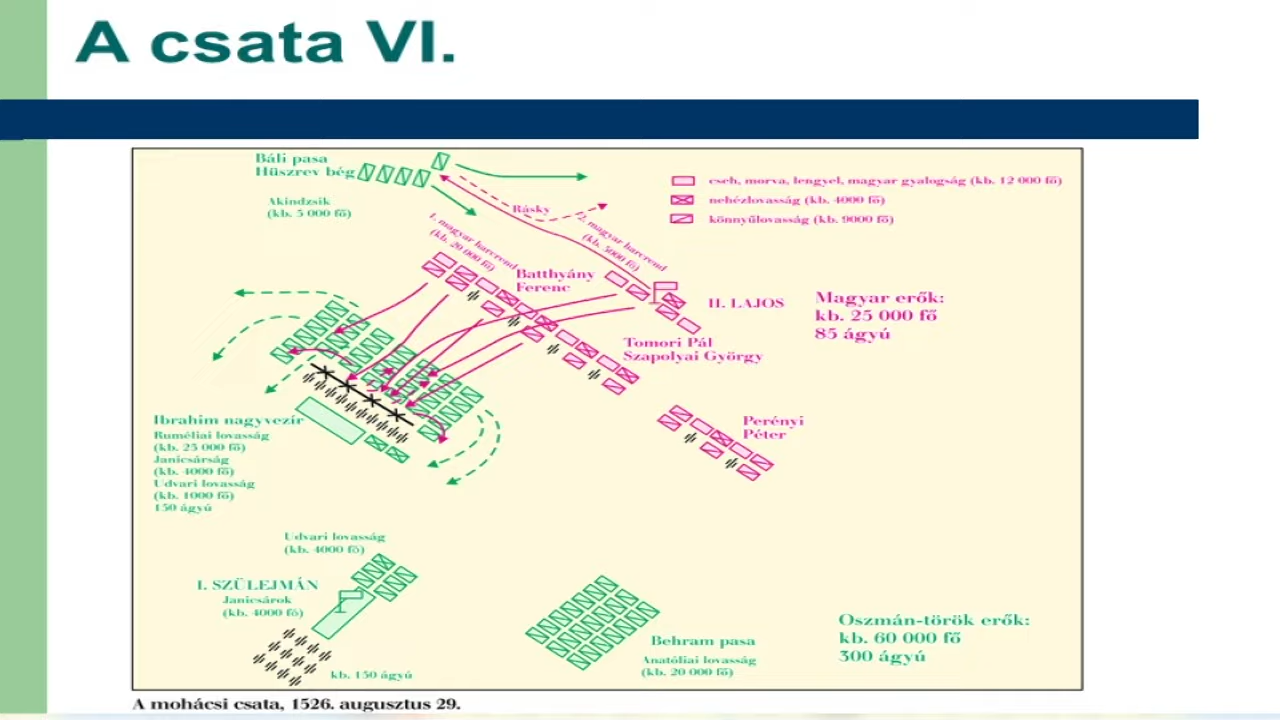 A csata VI.
Báli pasa
Hüszrev bég
Akindzsik
(kb. 5 000 fő)
Rásky
I. magyar harcrend
(kb. 20 000 fő)
II. magyar harcrend
(kb. 5000 fő)
cseh, morva, lengyel, magyar gyalogság (kb. 12 000 fő)
nehézlovasság (kb. 4000 fő)
könnyűlovasság (kb. 9000 fő)
Batthyány
Ferenc
II. LAJOS
Magyar erők:
kb. 25 000 fő
85 ágyú
Tomori Pál
Szapolyai György
Perényi
Péter
Ibrahim nagyvezír
Ruméliai lovasság
(kb. 25 000 fő)
Janicsárság
(kb. 4000 fő)
Udvari lovasság
(kb. 1000 fő)
150 ágyú
Udvari lovasság
(kb. 4000 fő)
I. SZÜLEJMÁN
Janicsárok
(kb. 4000 fő)
kb. 150 ágyú
Behram pasa
Anatóliai lovasság
(kb. 20 000 fő)
Oszmán-török erők:
kb. 60 000 fő
300 ágyú
A mohácsi csata, 1526. augusztus 29.